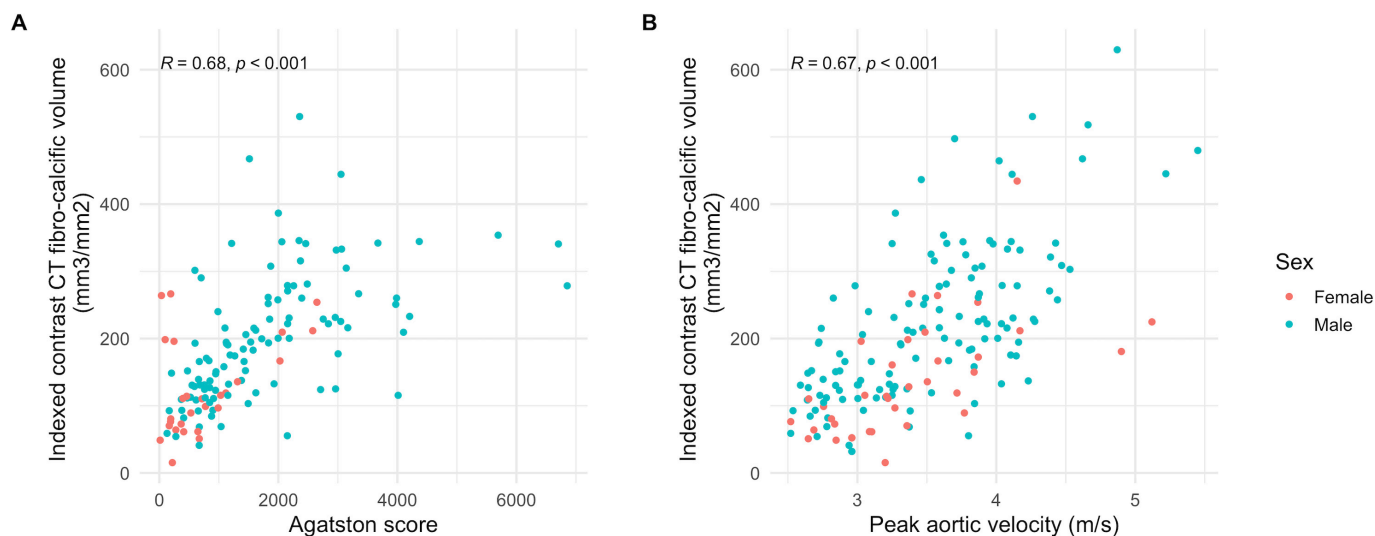 A
Indexed contrast CT fibro-calcific volume
(mm3/mm2)
600
400
200
0
R = 0.68, p < 0.001
0 2000 4000 6000
Agatston score
B
Indexed contrast CT fibro-calcific volume
(mm3/mm2)
600
400
200
0
R = 0.67, p < 0.001
3 4 5
Peak aortic velocity (m/s)
Sex
Female
Male